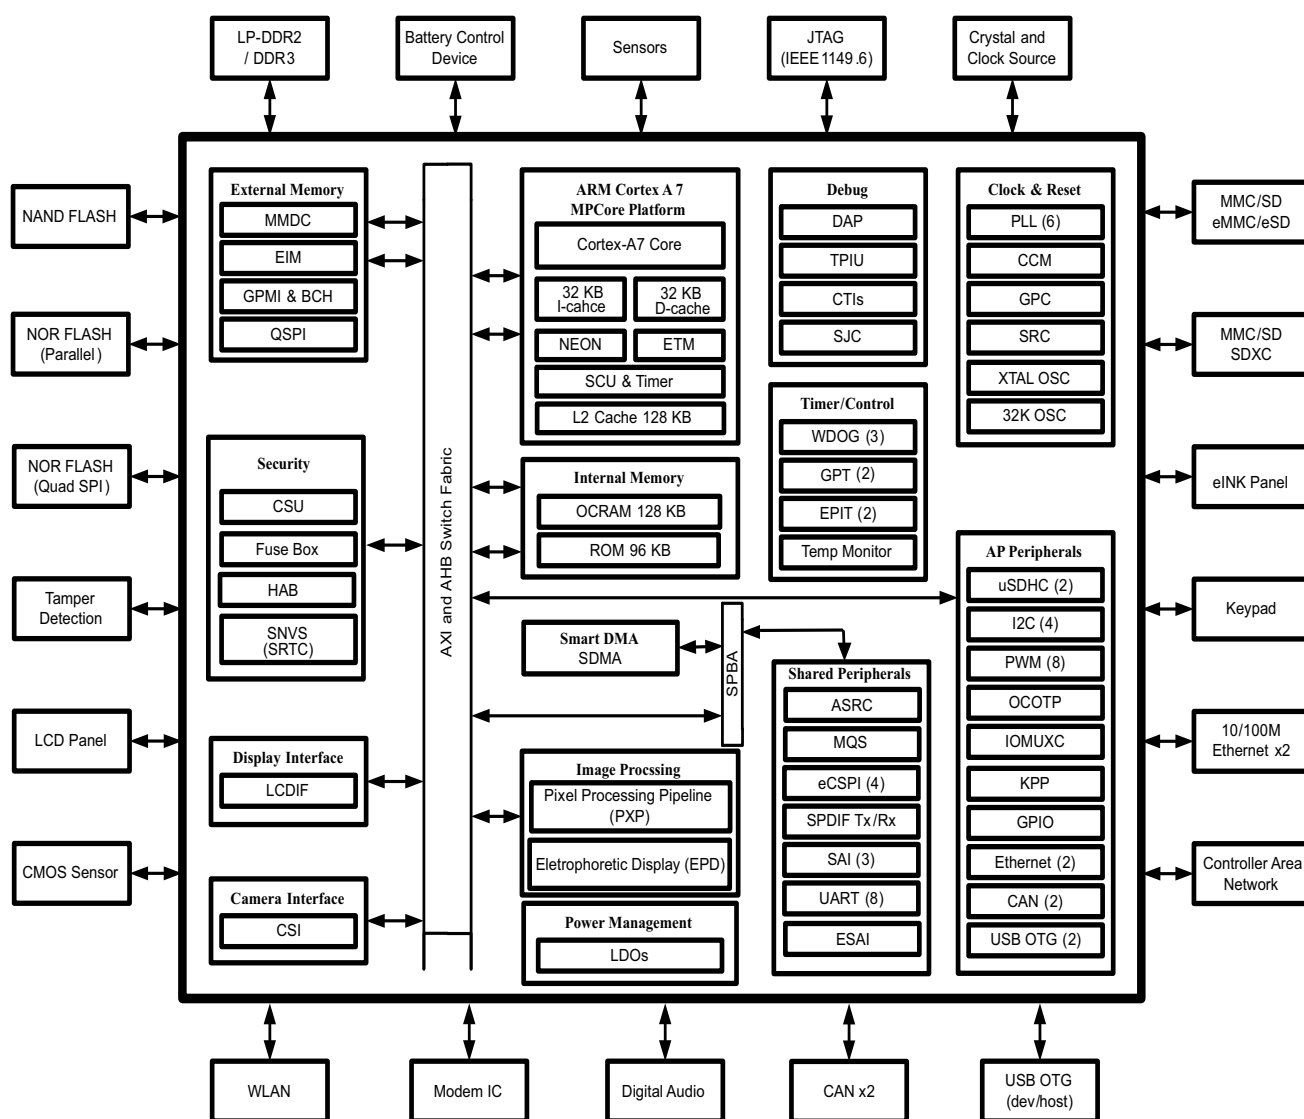 LP-DDR2
/ DDR3
Battery Control
Device
Sensors
JTAG
(IEEE1149.6)
Crystal and
Clock Source
NAND FLASH
NOR FLASH
(Parallel)
NOR FLASH
(Quad SPI)
Tamper
Detection
LCD Panel
CMOS Sensor
External Memory
MMDC
EIM
GPMI & BCH
QSPI
Security
CSU
Fuse Box
HAB
SNVS
(SRTC)
Display Interface
LCDIF
Camera Interface
CSI
AXI and AHB Switch Fabric
ARM Cortex A 7
MPCore Platform
Cortex-A7 Core
32 KB
I-cahce
32 KB
D-cache
NEON
ETM
SCU & Timer
L2 Cache 128 KB
Internal Memory
OCRAM 128 KB
ROM 96 KB
Smart DMA
SDMA
SPBA
Image Procssing
Pixel Processing Pipeline
(PXP)
Eletrophoretic Display (EPD)
Power Management
LDOs
Debug
DAP
TPIU
CTIs
SJC
Timer/Control
WDOG (3)
GPT (2)
EPIT (2)
Temp Monitor
Shared Peripherals
ASRC
MQS
eCSPI (4)
SPDIF Tx/Rx
SAI (3)
UART (8)
ESAI
Clock & Reset
PLL (6)
CCM
GPC
SRC
XTAL OSC
32K OSC
AP Peripherals
uSDHC (2)
I2C (4)
PWM (8)
OCOTP
IOMUXC
KPP
GPIO
Ethernet (2)
CAN (2)
USB OTG (2)
MMC/SD
eMMC/eSD
MMC/SD
SDXC
eINK Panel
Keypad
10/100M
Ethernet x2
Controller Area
Network
WLAN
Modem IC
Digital Audio
CAN x2
USB OTG
(dev/host)